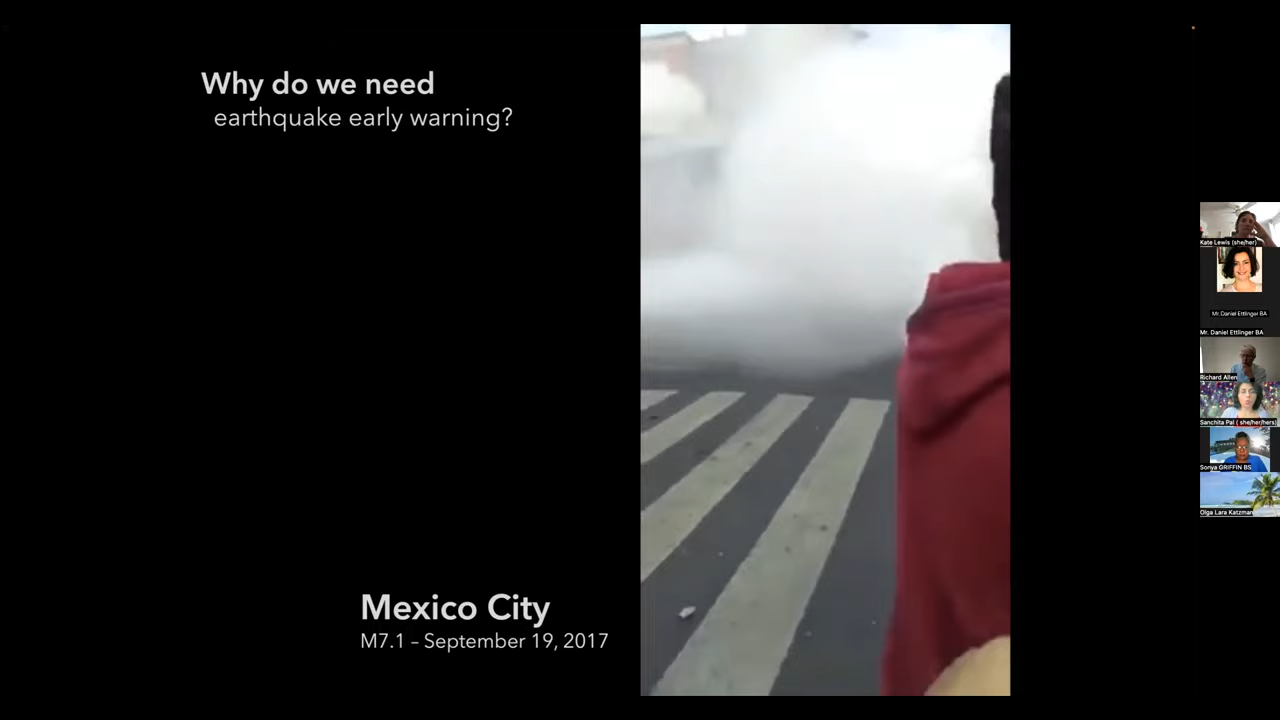 Why do we need
earthquake early warning?
Mexico City
M7.1 – September 19, 2017
Kate Lewis (she/her)
Mr. Daniel Ettlinger BA
Mr. Daniel Ettlinger BA
Richard Allen
Sanchita Pal ( she/her/hers)
Sonya GRIFFIN BS
Olga Lara Katzman